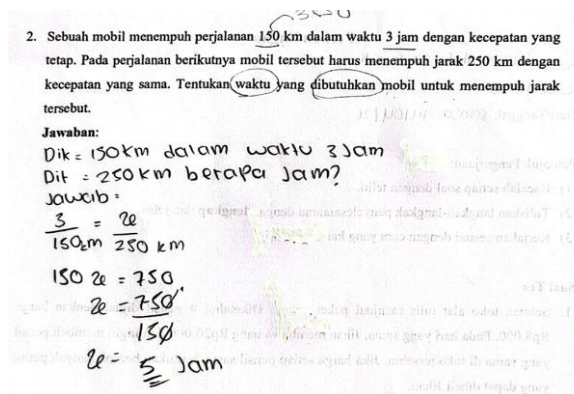 2. Sebuah mobil menempuh perjalanan 150 km dalam waktu 3 jam dengan kecepatan yang
tetap. Pada perjalanan berikutnya mobil tersebut harus menempuh jarak 250 km dengan
kecepatan yang sama. Tentukan waktu yang dibutuhkan mobil untuk menempuh jarak
tersebut.
Jawaban:
Dik = 150 km dalam waktu 3 Jam
Dit = 250 km berapa Jam?
Jawab :
3/150 km = x/250 km
150 x = 750
x = 750/150
x = 5 Jam